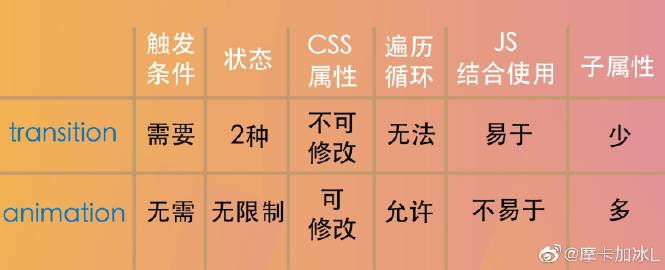 触发条件 状态 CSS属性 遍历循环 JS结合使用 子属性
transition 需要 2种 不可修改 无法 易于 少
animation 无需 无限制 可修改 允许 不易于 多
@摩卡加冰L